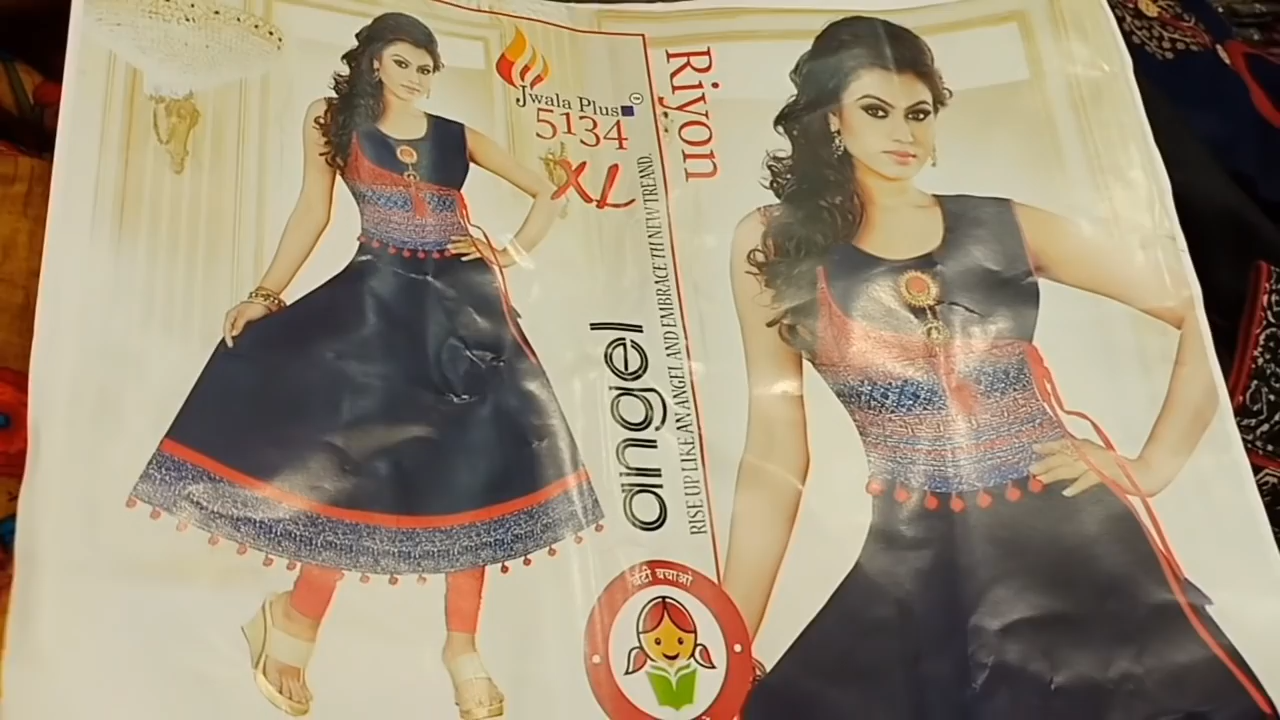 Jwala Plus
5134
XL
Riyon
angel
RISE UP LIKE AN ANGEL AND EMBRACE TH NEW TREAND.
बेटी बचाओ